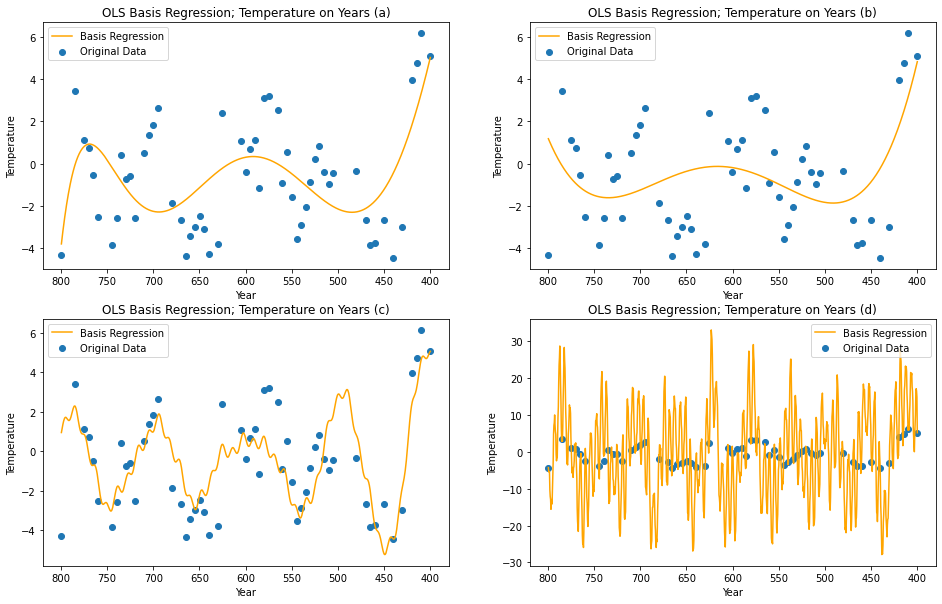 OLS Basis Regression; Temperature on Years (a)
Basis Regression
Original Data
Temperature
6
4
2
0
−2
−4
800 750 700 650 600 550 500 450 400
Year
OLS Basis Regression; Temperature on Years (b)
Basis Regression
Original Data
Temperature
6
4
2
0
−2
−4
800 750 700 650 600 550 500 450 400
Year
OLS Basis Regression; Temperature on Years (c)
Basis Regression
Original Data
Temperature
6
4
2
0
−2
−4
800 750 700 650 600 550 500 450 400
Year
OLS Basis Regression; Temperature on Years (d)
Basis Regression
Original Data
Temperature
30
20
10
0
−10
−20
−30
800 750 700 650 600 550 500 450 400
Year